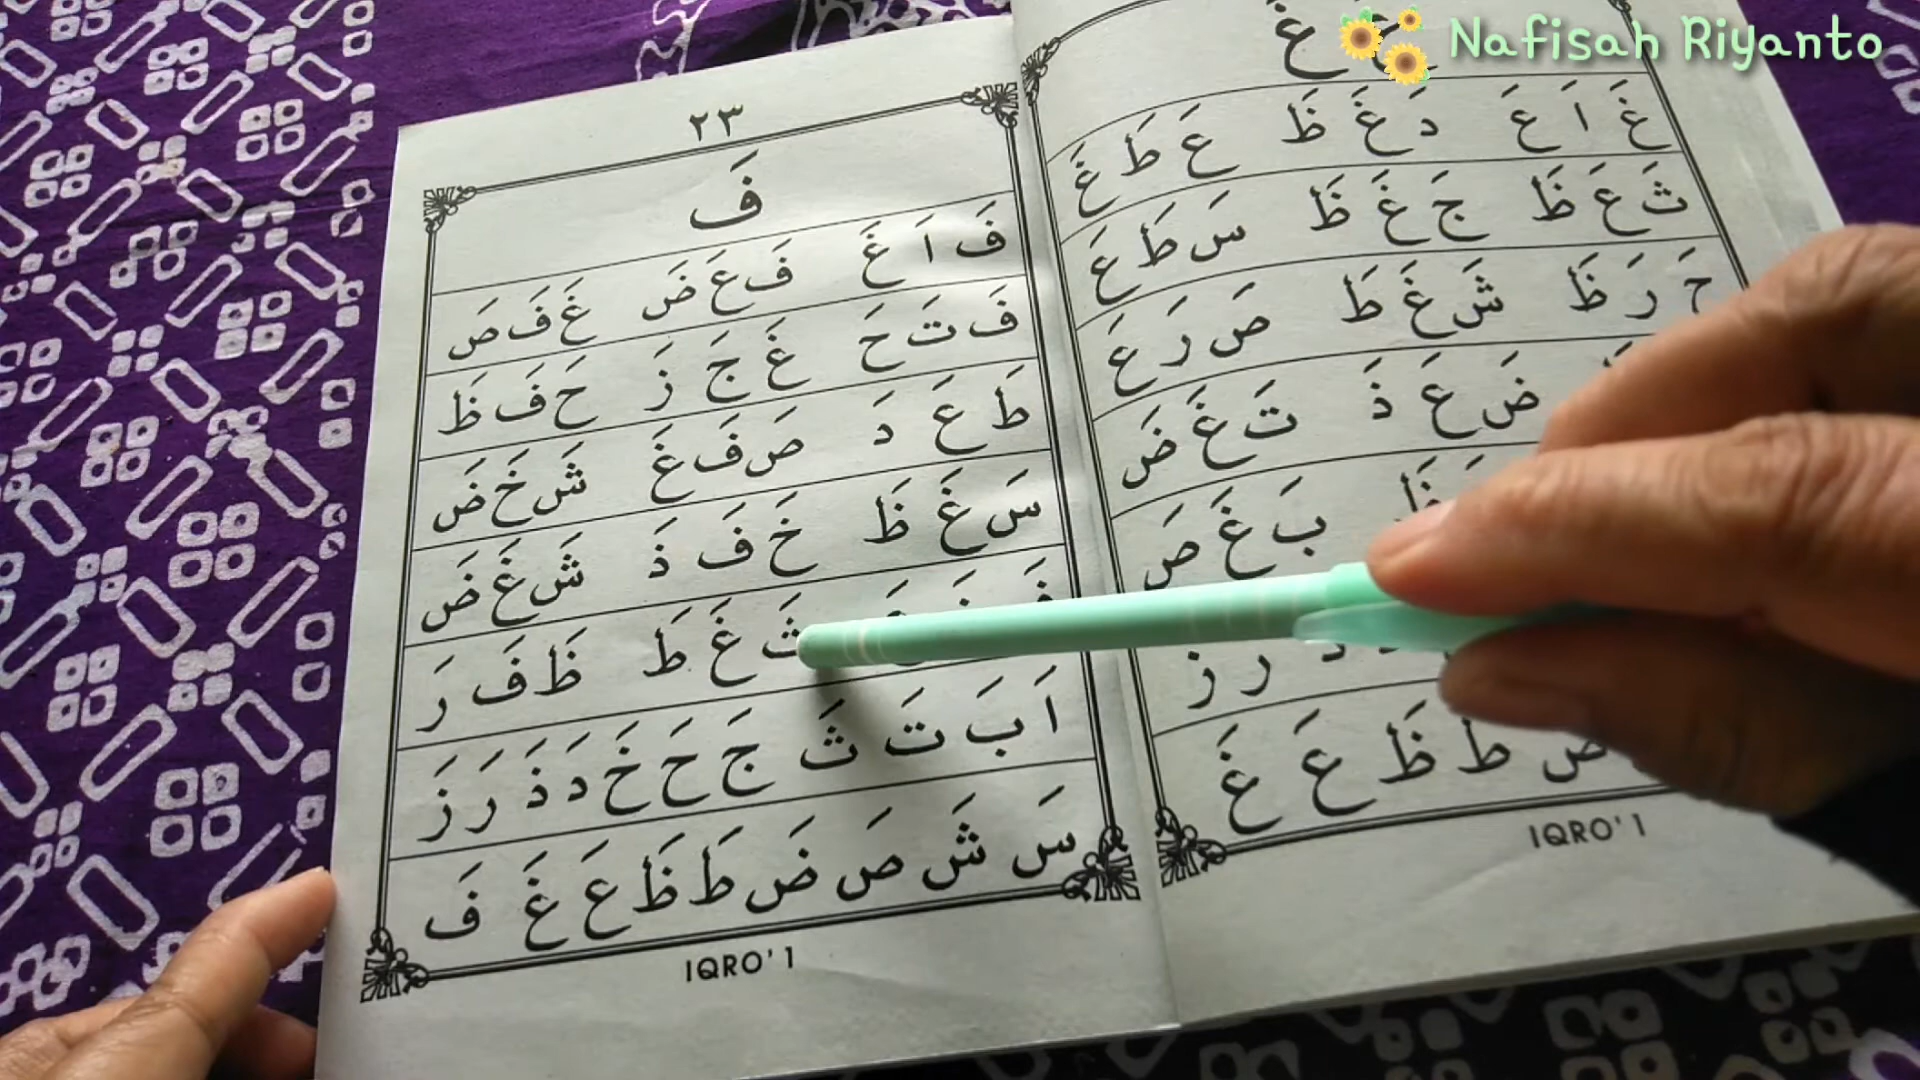 Nafisah Riyanto
غَ اَ عَ دَ غَ ظَ عَ طَ غَ
ثَ عَ ظَ جَ غَ ظَ سَ طَ عَ
حَ رَ ظَ شَ غَ طَ صَ رَ عَ
ضَ عَ ذَ تَ غَ ضَ
بَ غَ صَ
رَ زَ
طَ ظَ عَ غَ
IQRO' 1
٢٣
فَ
فَ اَ غَ فَ عَ ضَ غَ فَ صَ
فَ تَ حَ غَ جَ زَ حَ فَ ظَ
طَ عَ دَ صَ فَ غَ شَ خَ ضَ
سَ غَ ظَ خَ فَ ذَ شَ غَ ضَ
ثَ غَ طَ ظَ فَ رَ
اَ بَ تَ ثَ جَ حَ خَ دَ ذَ رَ زَ
سَ شَ صَ ضَ طَ ظَ عَ غَ فَ
IQRO' 1